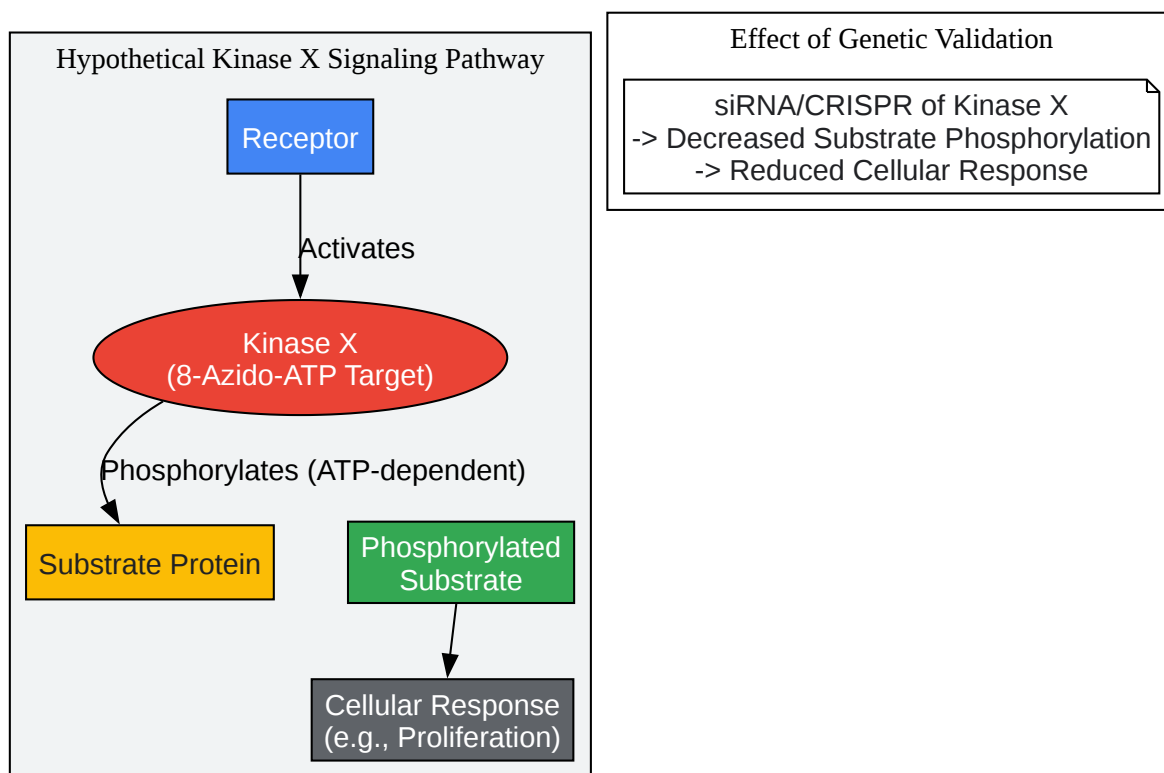 Hypothetical Kinase X Signaling Pathway
Receptor
Activates
Kinase X
(8-Azido-ATP Target)
Phosphorylates (ATP-dependent)
Substrate Protein
Phosphorylated
Substrate
Cellular Response
(e.g., Proliferation)
Effect of Genetic Validation
siRNA/CRISPR of Kinase X
-> Decreased Substrate Phosphorylation
-> Reduced Cellular Response